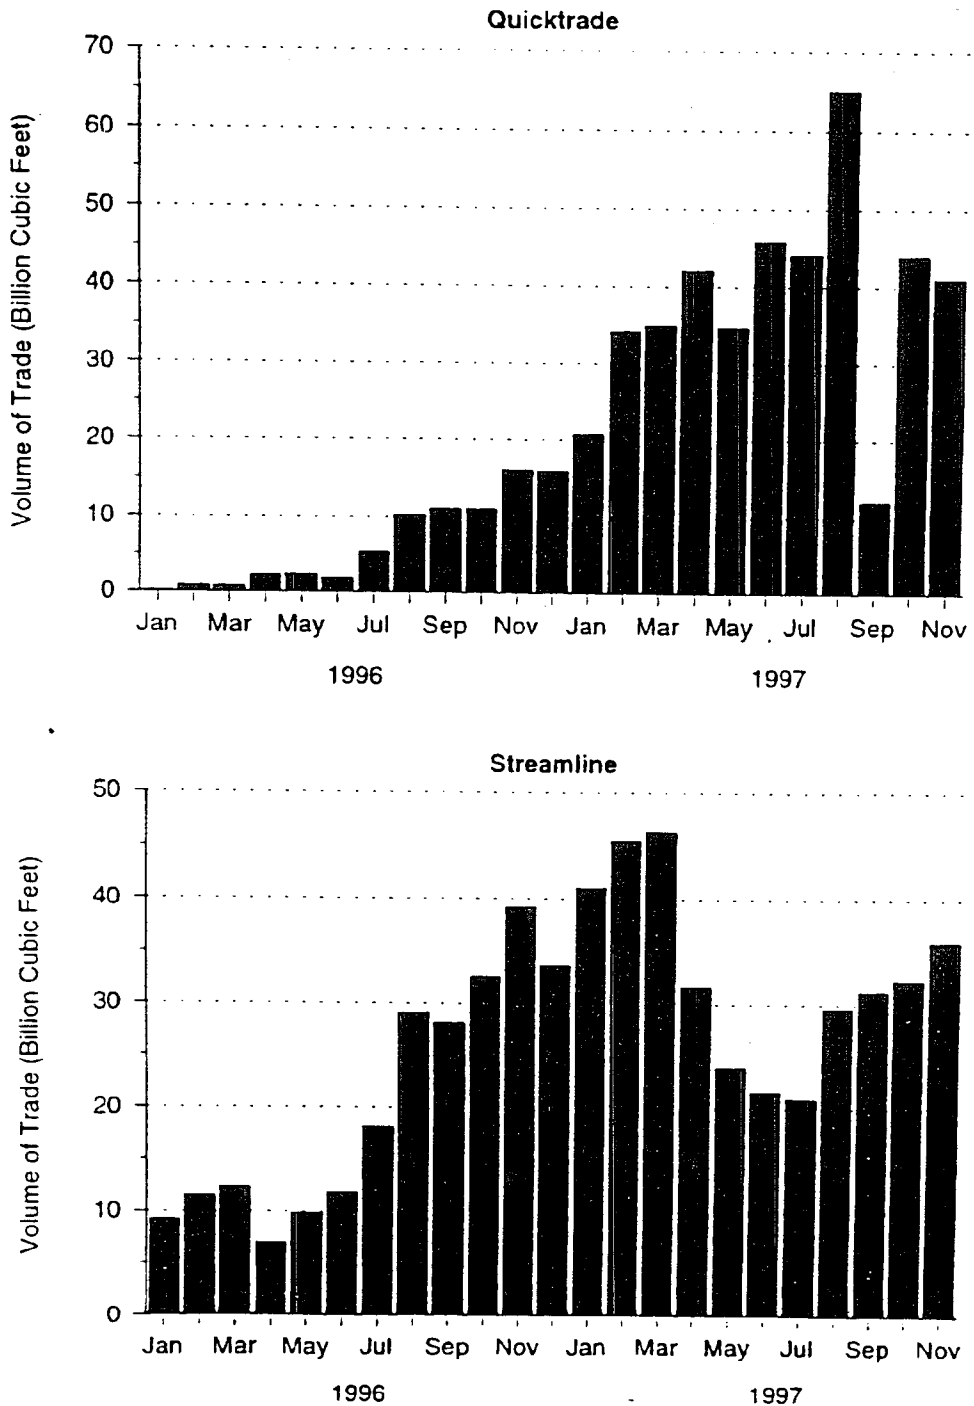 Quicktrade
Volume of Trade (Billion Cubic Feet)
70
60
50
40
30
20
10
0
Jan Mar May Jul Sep Nov Jan Mar May Jul Sep Nov
1996 1997
Streamline
Volume of Trade (Billion Cubic Feet)
50
40
30
20
10
0
Jan Mar May Jul Sep Nov Jan Mar May Jul Sep Nov
1996 1997